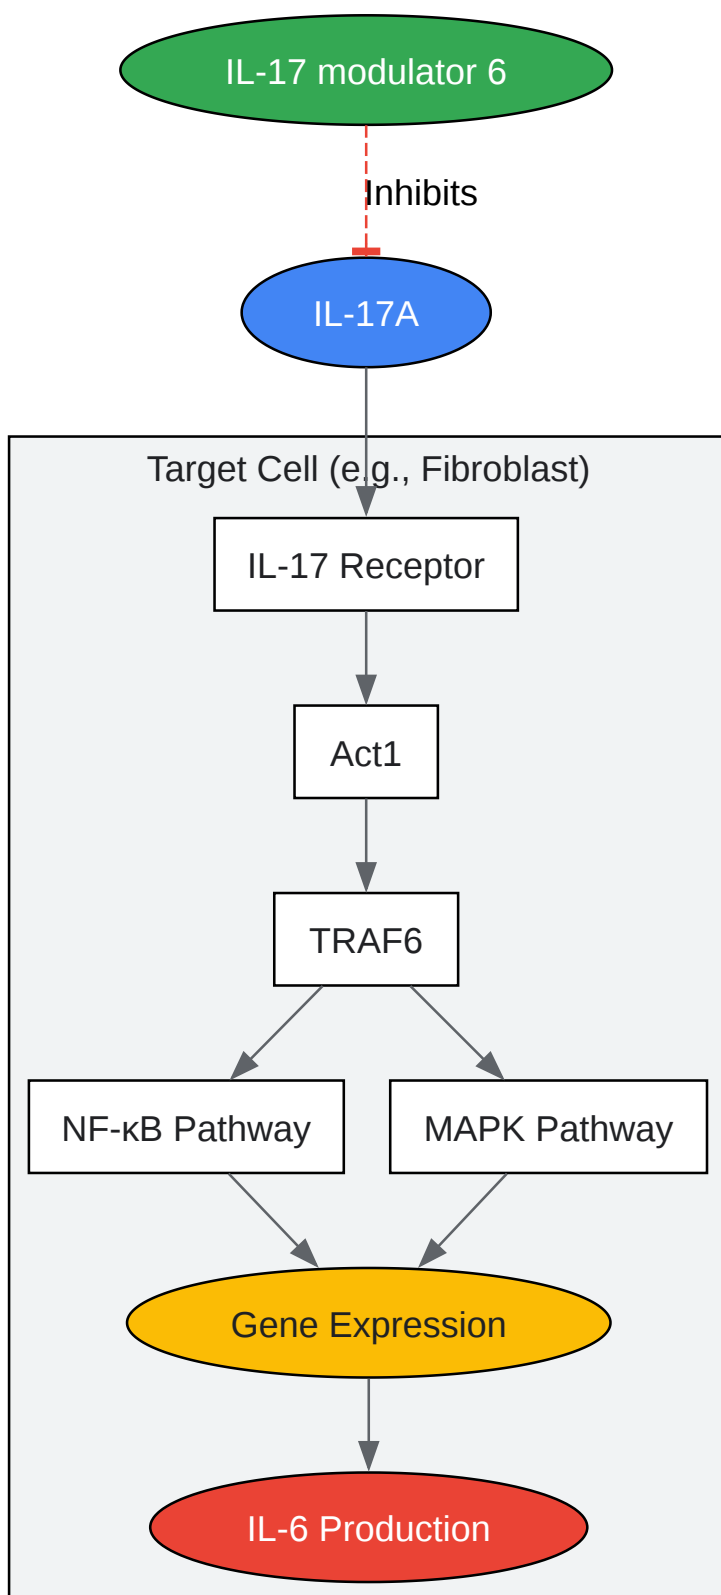 IL-17 modulator 6
Inhibits
IL-17A
Target Cell (e.g., Fibroblast)
IL-17 Receptor
Act1
TRAF6
NF-κB Pathway
MAPK Pathway
Gene Expression
IL-6 Production